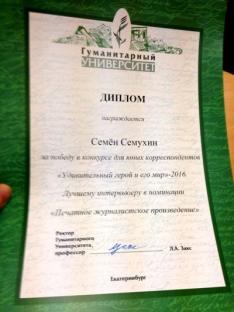 Гуманитарный
УНИВЕРСИТЕТ
ДИПЛОМ
награждается
Семён Семухин
за победу в конкурсе для юных корреспондентов
«Удивительный герой и его мир»-2016.
Лучшему интервьюеру в номинации
«Печатное журналистское произведение»
Ректор
Гуманитарного
Университета,
профессор Л.А. Закс
Екатеринбург